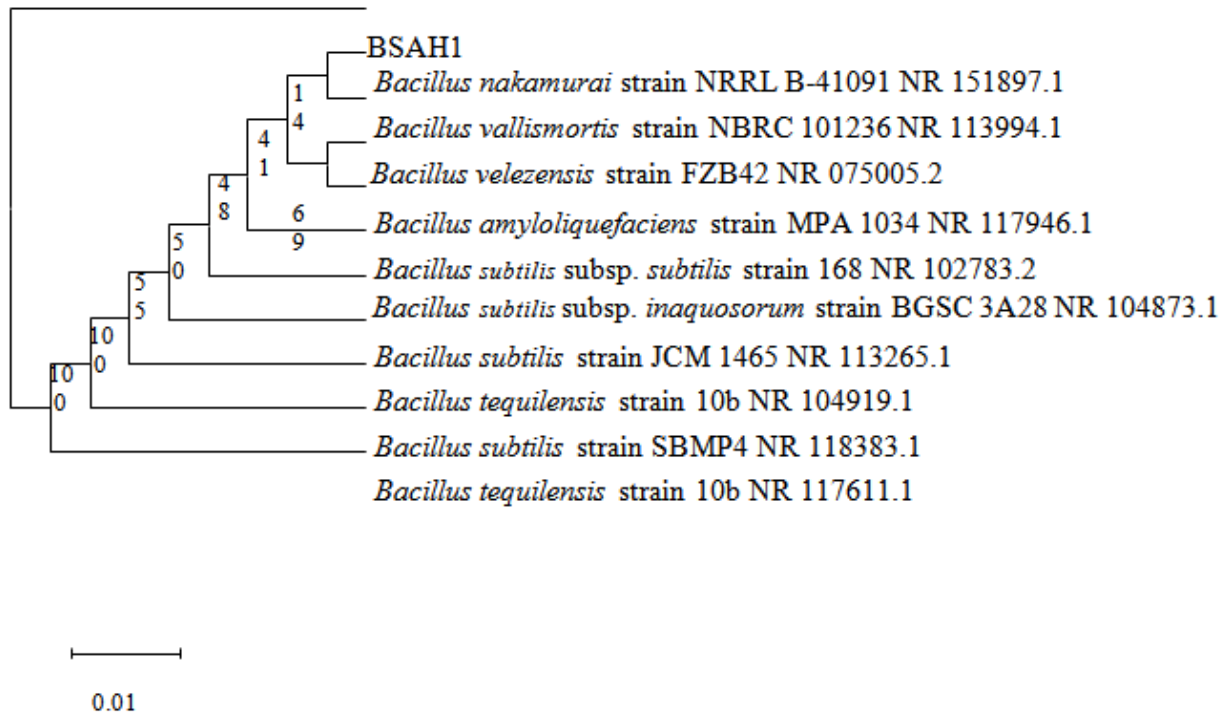 BSAH1
Bacillus nakamurai strain NRRL B-41091 NR 151897.1
1
4
Bacillus vallismortis strain NBRC 101236 NR 113994.1
4
1
Bacillus velezensis strain FZB42 NR 075005.2
4
8
6
9
Bacillus amyloliquefaciens strain MPA 1034 NR 117946.1
5
0
Bacillus subtilis subsp. subtilis strain 168 NR 102783.2
5
5
Bacillus subtilis subsp. inaquosorum strain BGSC 3A28 NR 104873.1
10
0
Bacillus subtilis strain JCM 1465 NR 113265.1
10
0
Bacillus tequilensis strain 10b NR 104919.1
Bacillus subtilis strain SBMP4 NR 118383.1
Bacillus tequilensis strain 10b NR 117611.1
0.01